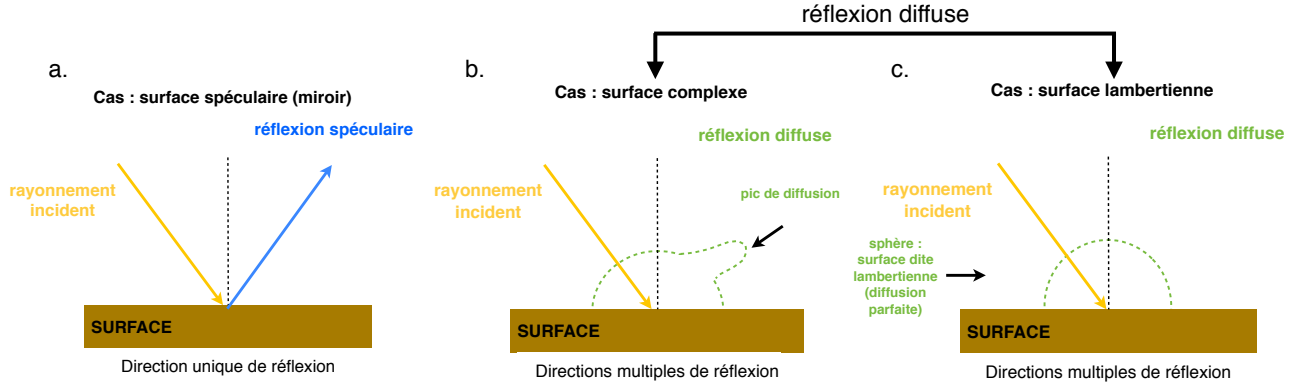 réflexion diffuse
a.
Cas : surface spéculaire (miroir)
réflexion spéculaire
rayonnement
incident
SURFACE
Direction unique de réflexion
b.
Cas : surface complexe
réflexion diffuse
rayonnement
incident
pic de diffusion
SURFACE
Directions multiples de réflexion
c.
Cas : surface lambertienne
réflexion diffuse
rayonnement
incident
sphère :
surface dite
lambertienne
(diffusion
parfaite)
SURFACE
Directions multiples de réflexion